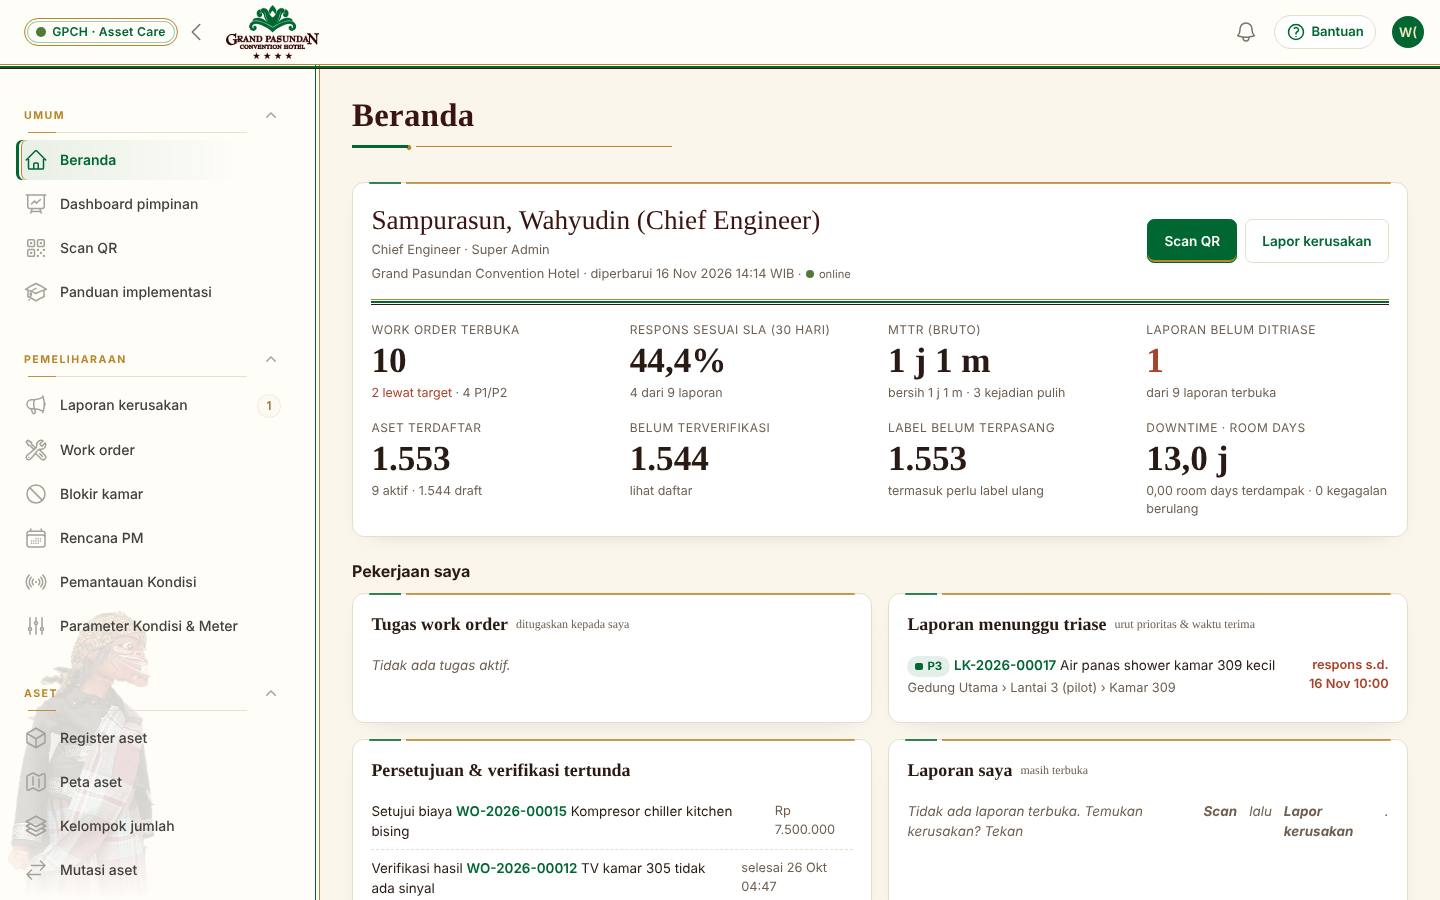 GPCH · Asset Care
GRAND PASUNDAN
CONVENTION HOTEL
Bantuan
W(
UMUM
Beranda
Dashboard pimpinan
Scan QR
Panduan implementasi
PEMELIHARAAN
Laporan kerusakan
1
Work order
Blokir kamar
Rencana PM
Pemantauan Kondisi
Parameter Kondisi & Meter
ASET
Register aset
Peta aset
Kelompok jumlah
Mutasi aset
Beranda
Sampurasun, Wahyudin (Chief Engineer)
Chief Engineer · Super Admin
Grand Pasundan Convention Hotel · diperbarui 16 Nov 2026 14:14 WIB · online
Scan QR
Lapor kerusakan
WORK ORDER TERBUKA
10
2 lewat target · 4 P1/P2
RESPONS SESUAI SLA (30 HARI)
44,4%
4 dari 9 laporan
MTTR (BRUTO)
1 j 1 m
bersih 1 j 1 m · 3 kejadian pulih
LAPORAN BELUM DITRIASE
1
dari 9 laporan terbuka
ASET TERDAFTAR
1.553
9 aktif · 1.544 draft
BELUM TERVERIFIKASI
1.544
lihat daftar
LABEL BELUM TERPASANG
1.553
termasuk perlu label ulang
DOWNTIME · ROOM DAYS
13,0 j
0,00 room days terdampak · 0 kegagalan
berulang
Pekerjaan saya
Tugas work order ditugaskan kepada saya
Tidak ada tugas aktif.
Laporan menunggu triase urut prioritas & waktu terima
P3 LK-2026-00017 Air panas shower kamar 309 kecil
Gedung Utama › Lantai 3 (pilot) › Kamar 309
respons s.d.
16 Nov 10:00
Persetujuan & verifikasi tertunda
Setujui biaya WO-2026-00015 Kompresor chiller kitchen
bising
Rp
7.500.000
Verifikasi hasil WO-2026-00012 TV kamar 305 tidak
ada sinyal
selesai 26 Okt
04:47
Laporan saya masih terbuka
Tidak ada laporan terbuka. Temukan
kerusakan? Tekan
Scan lalu Lapor
kerusakan
.